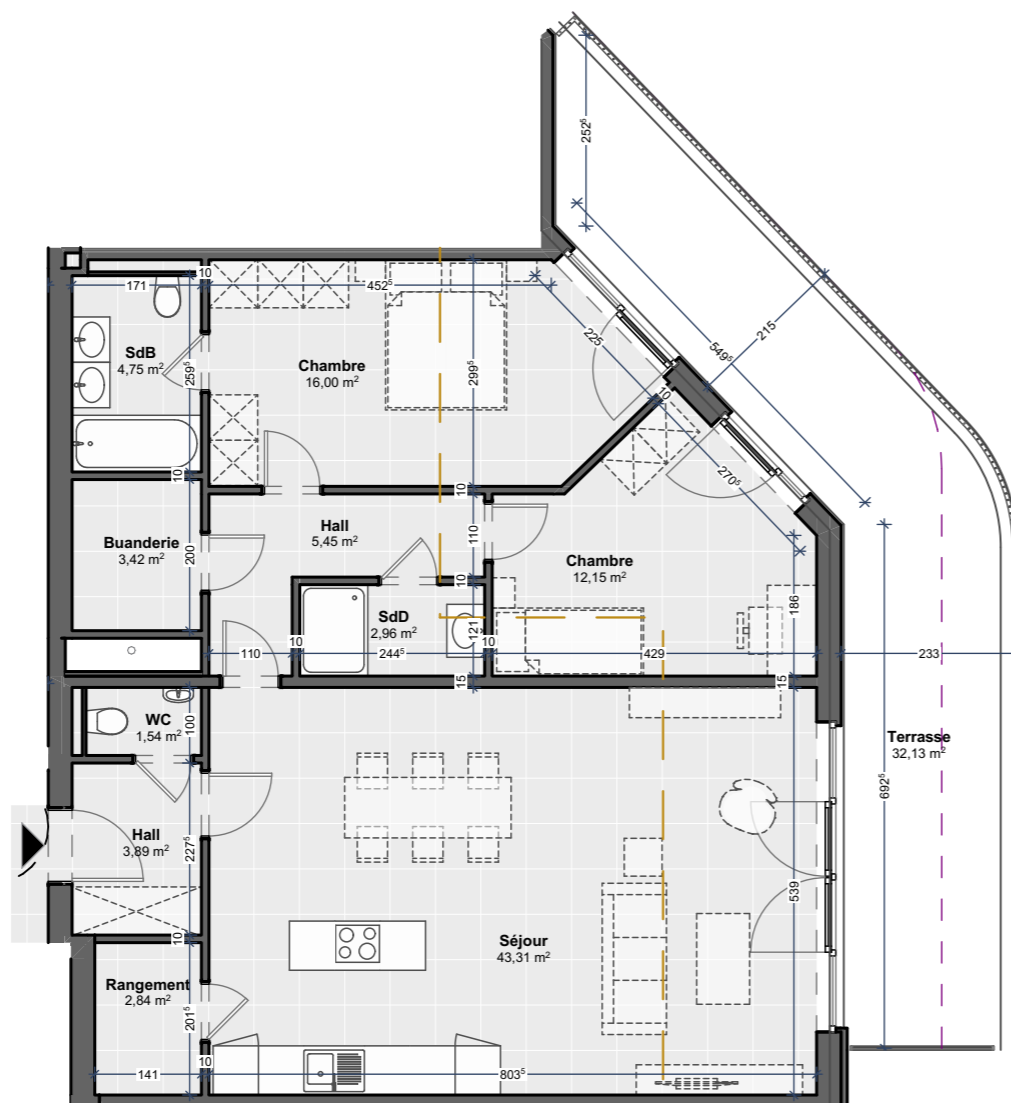 252⁵
10
171
452⁵
SdB
4,75 m²
259⁵
Chambre
16,00 m²
299⁵
225
549⁵
215
10
270⁵
10
10
Buanderie
3,42 m²
200
Hall
5,45 m²
110
Chambre
12,15 m²
186
10
SdD
2,96 m²
121
10
10
110
244⁵
429
233
15
15
WC
1,54 m²
100
Terrasse
32,13 m²
692⁵
Hall
3,89 m²
227⁵
539
10
Séjour
43,31 m²
Rangement
2,84 m²
201⁵
10
141
803⁵